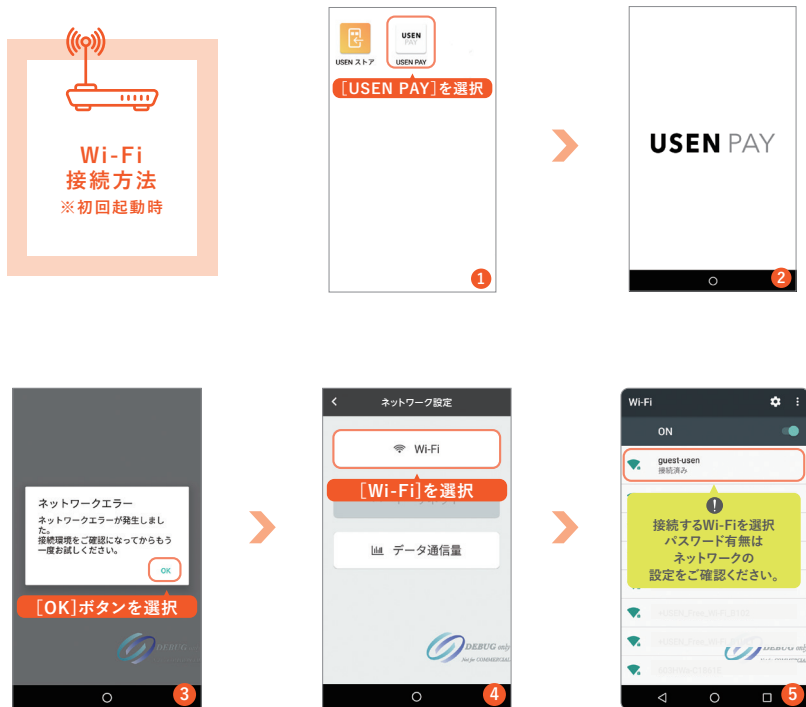 Wi-Fi
接続方法
※初回起動時
USEN
PAY
USEN ストア
USEN PAY
[USEN PAY]を選択
1
USEN PAY
2
ネットワークエラー
ネットワークエラーが発生しまし
た。
接続環境をご確認になってからもう
一度お試しください。
OK
[OK]ボタンを選択
DEBUG
3
ネットワーク設定
Wi-Fi
[Wi-Fi]を選択
データ通信量
DEBUG only
Not for COMMERCIAL
4
Wi-Fi
ON
guest-usen
接続済み
!
接続するWi-Fiを選択
パスワード有無は
ネットワークの
設定をご確認ください。
DEBUG only
5